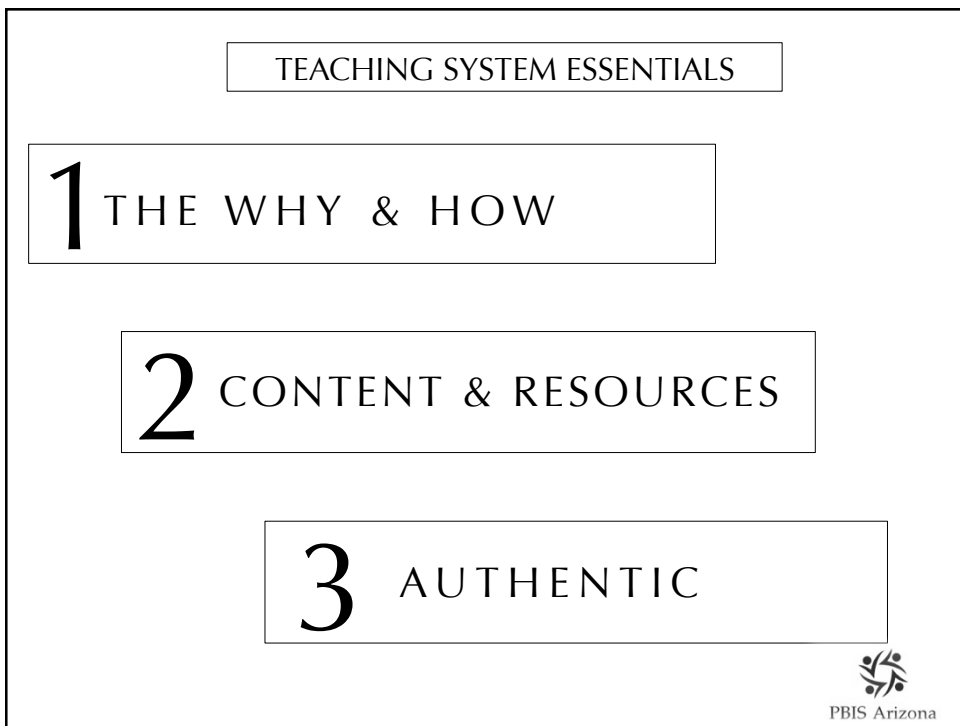 TEACHING SYSTEM ESSENTIALS
1 THE WHY & HOW
2 CONTENT & RESOURCES
3 AUTHENTIC
PBIS Arizona